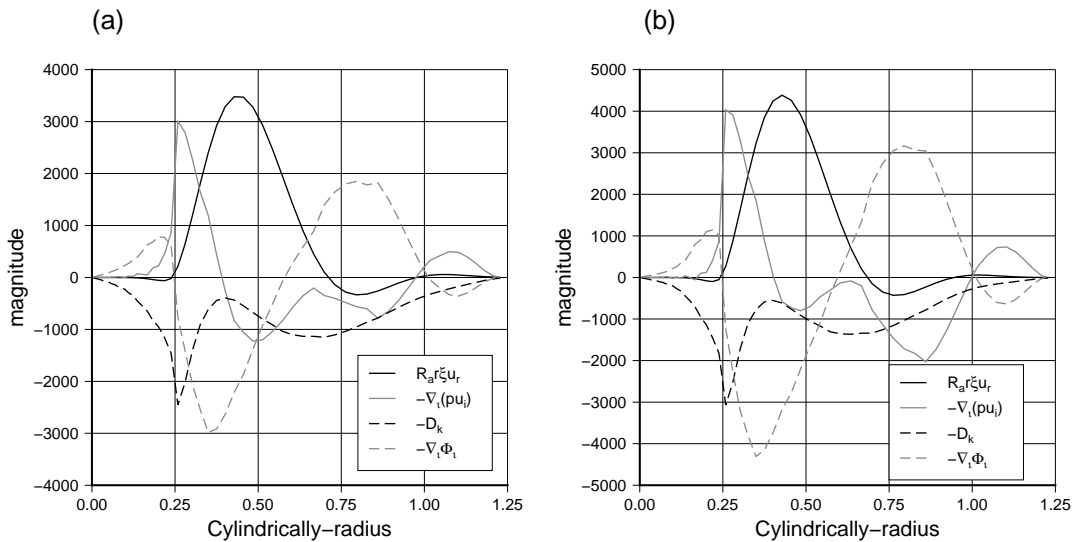 (a)
4000
3000
2000
1000
0
−1000
−2000
−3000
−4000
magnitude
0.00 0.25 0.50 0.75 1.00 1.25
Cylindrically−radius
Rₐrξuᵣ
−∇ᵢ(puᵢ)
−Dₖ
−∇ᵢΦᵢ
(b)
5000
4000
3000
2000
1000
0
−1000
−2000
−3000
−4000
−5000
magnitude
0.00 0.25 0.50 0.75 1.00 1.25
Cylindrically−radius
Rₐrξuᵣ
−∇ᵢ(puᵢ)
−Dₖ
−∇ᵢΦᵢ